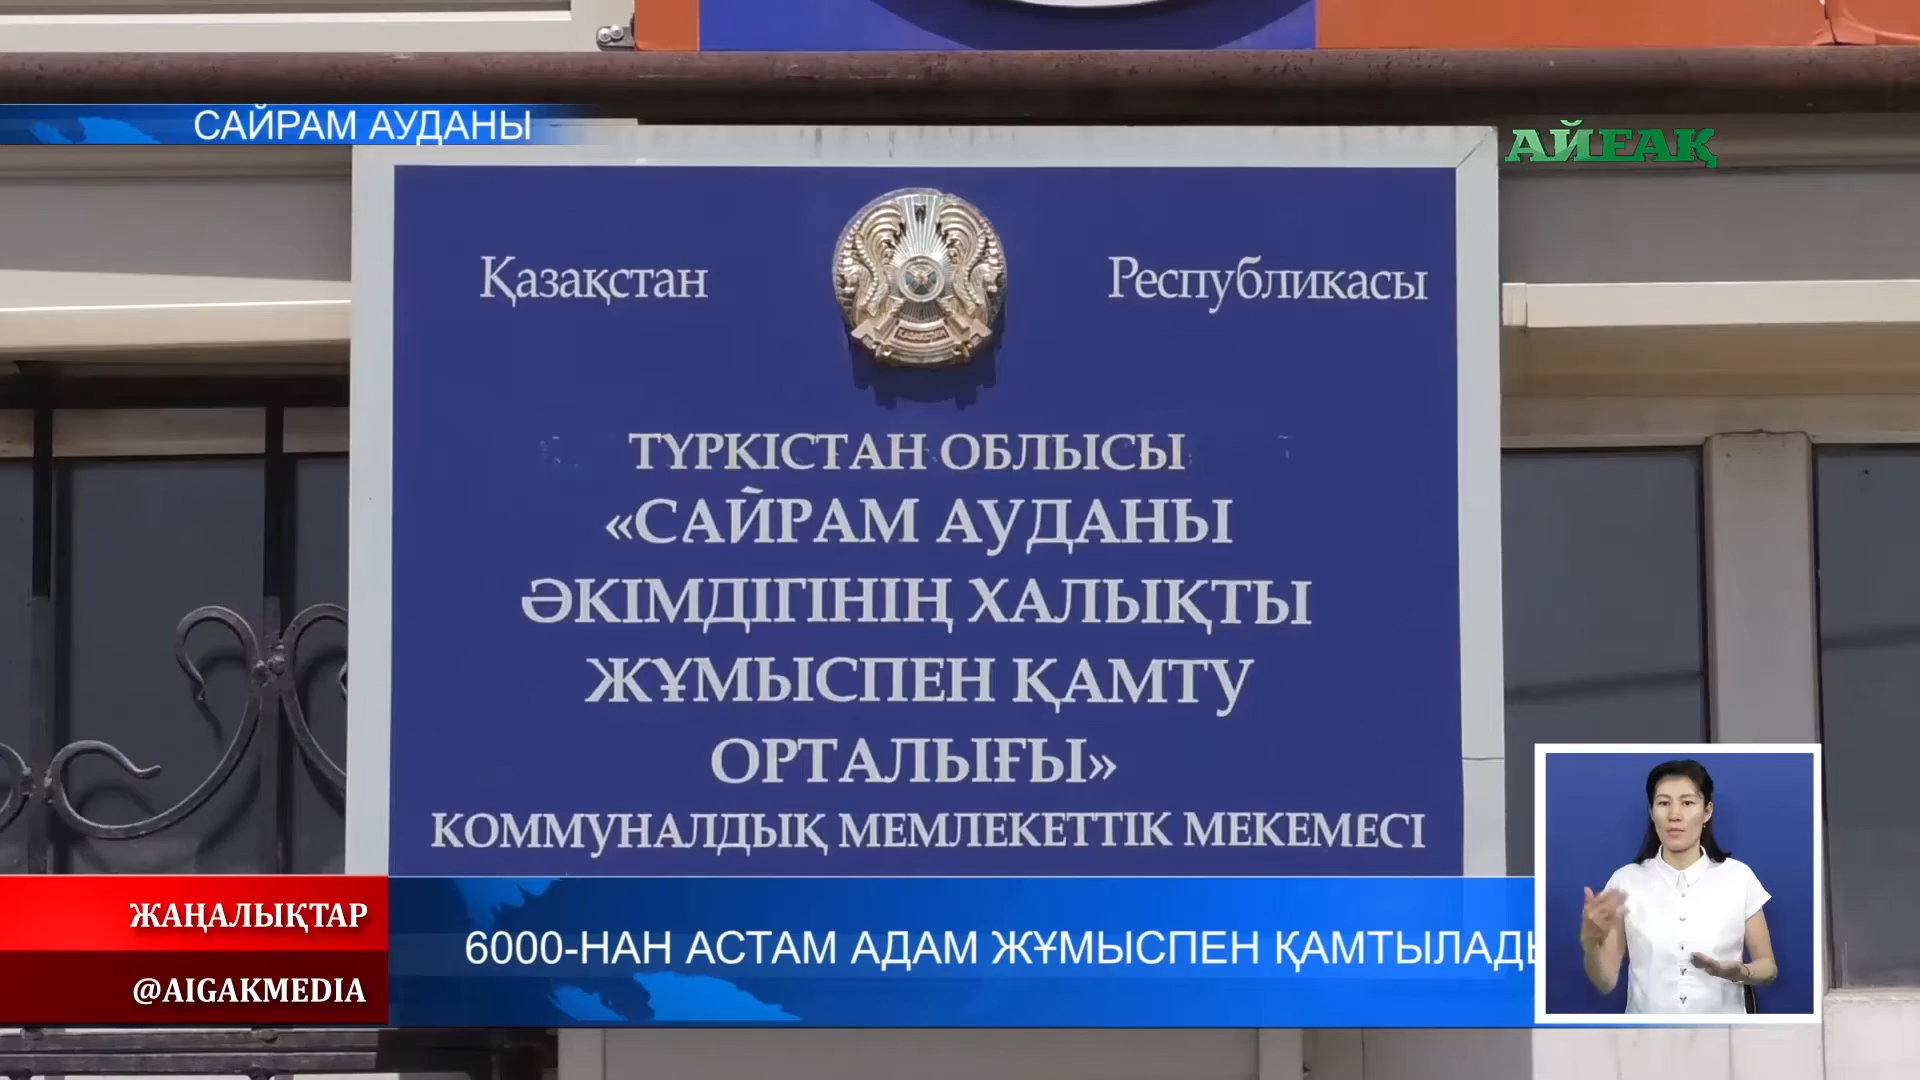 САЙРАМ АУДАНЫ
АЙҒАҚ
Қазақстан Республикасы
ТҮРКІСТАН ОБЛЫСЫ
«САЙРАМ АУДАНЫ
ӘКІМДІГІНІҢ ХАЛЫҚТЫ
ЖҰМЫСПЕН ҚАМТУ
ОРТАЛЫҒЫ»
КОММУНАЛДЫҚ МЕМЛЕКЕТТІК МЕКЕМЕСІ
ЖАҢАЛЫҚТАР
@AIGAKMEDIA
6000-НАН АСТАМ АДАМ ЖҰМЫСПЕН ҚАМТЫЛАДЫ